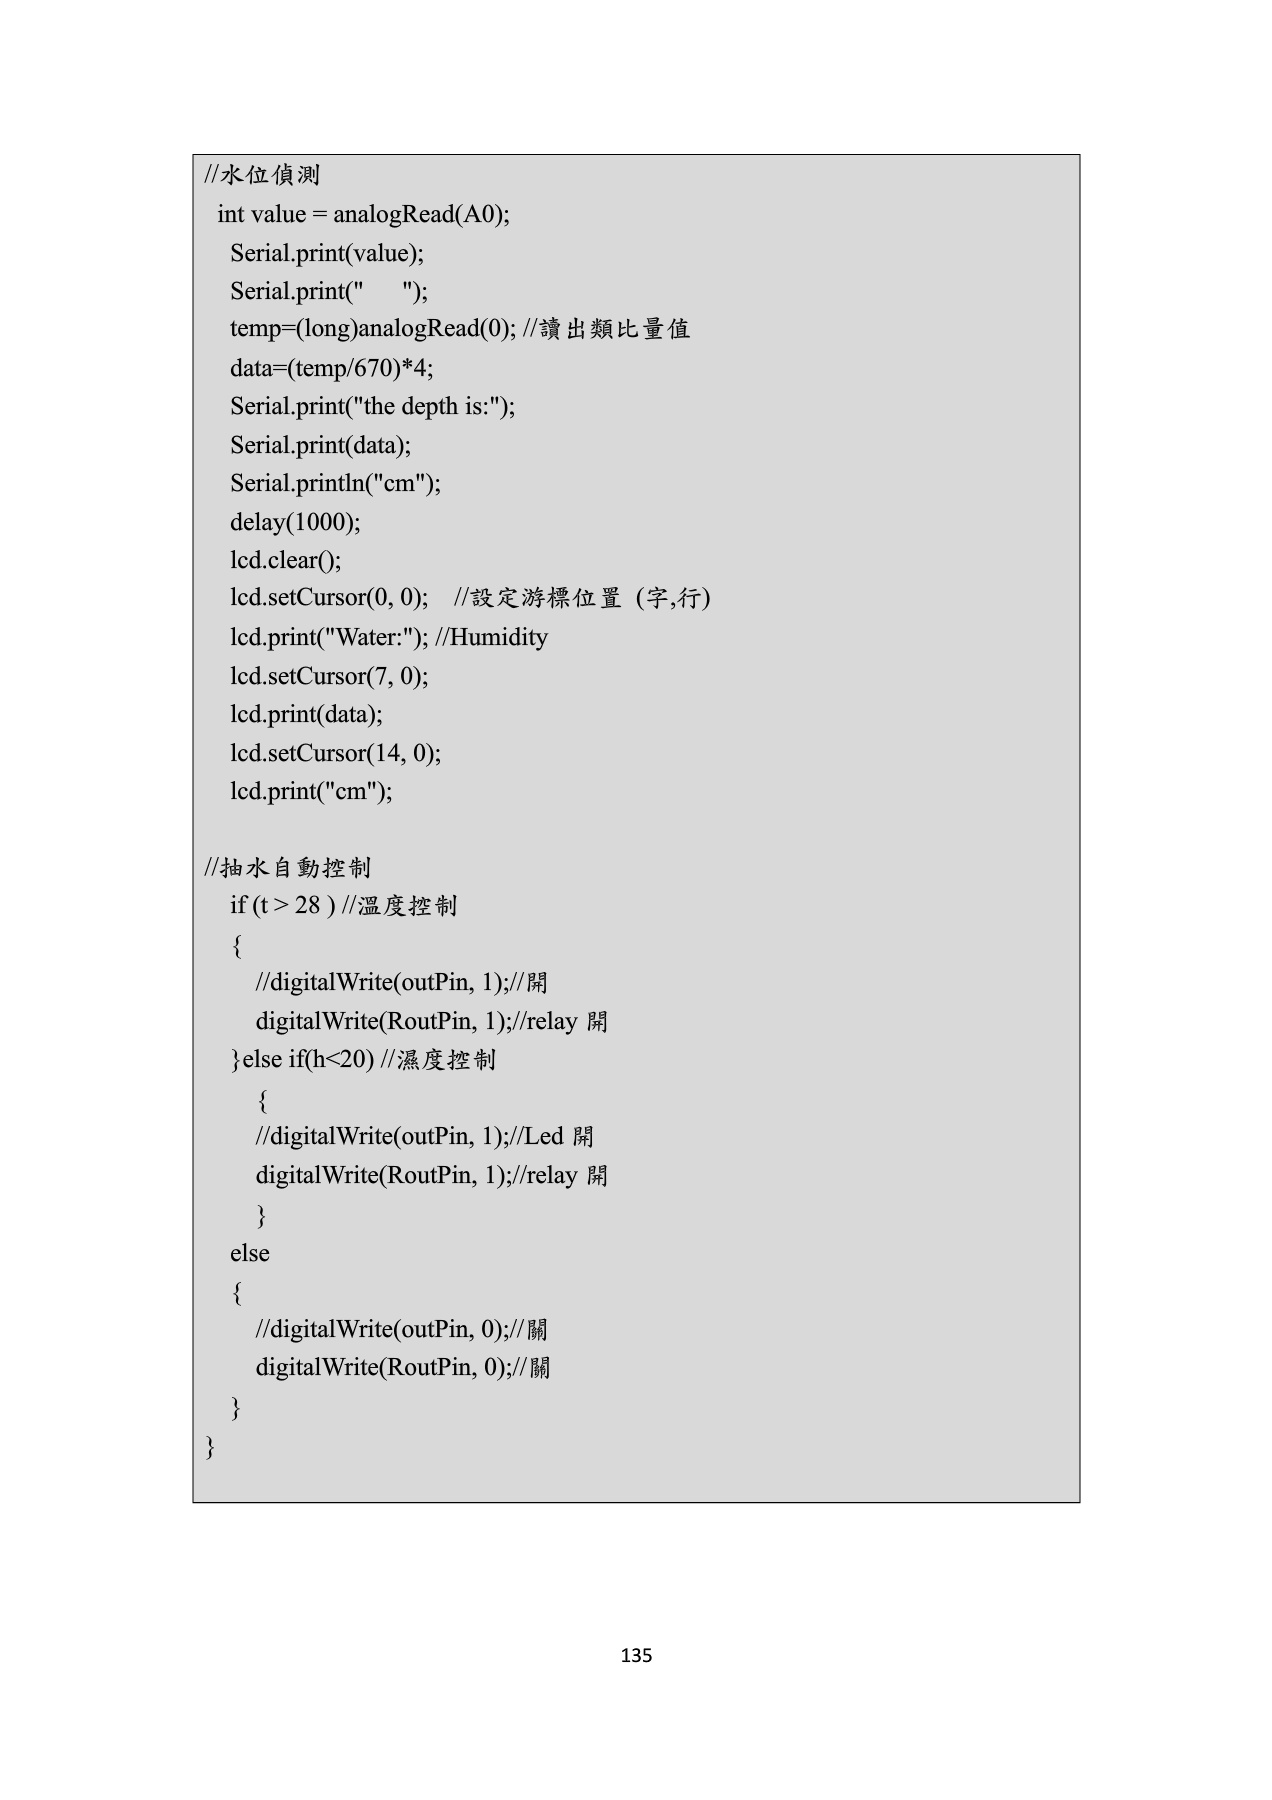 //水位偵測
int value = analogRead(A0);
Serial.print(value);
Serial.print("      ");
temp=(long)analogRead(0); //讀出類比量值
data=(temp/670)*4;
Serial.print("the depth is:");
Serial.print(data);
Serial.println("cm");
delay(1000);
lcd.clear();
lcd.setCursor(0, 0);    //設定游標位置 (字,行)
lcd.print("Water:"); //Humidity
lcd.setCursor(7, 0);
lcd.print(data);
lcd.setCursor(14, 0);
lcd.print("cm");
//抽水自動控制
if (t > 28 ) //溫度控制
{
//digitalWrite(outPin, 1);//開
digitalWrite(RoutPin, 1);//relay 開
}else if(h<20) //濕度控制
{
//digitalWrite(outPin, 1);//Led 開
digitalWrite(RoutPin, 1);//relay 開
}
else
{
//digitalWrite(outPin, 0);//關
digitalWrite(RoutPin, 0);//關
}
}
135